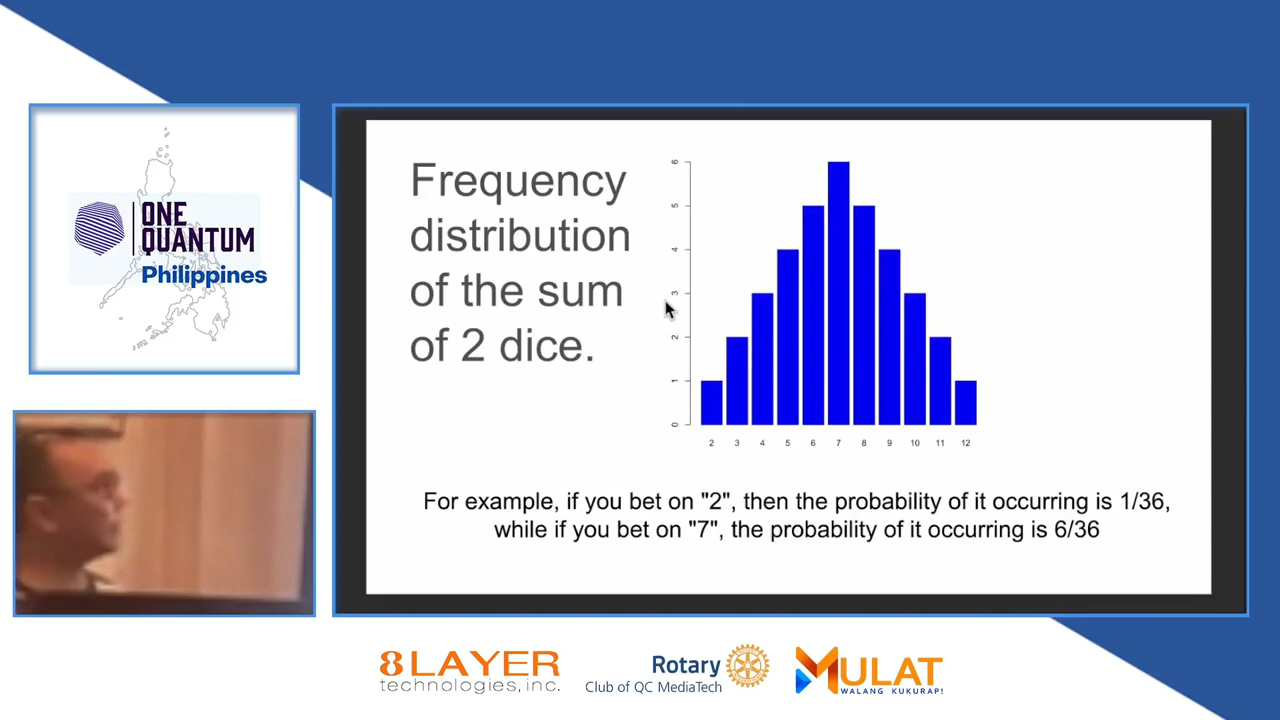 ONE
QUANTUM
Philippines
Frequency
distribution
of the sum
of 2 dice.
6
5
4
3
2
1
0
2 3 4 5 6 7 8 9 10 11 12
For example, if you bet on "2", then the probability of it occurring is 1/36,
while if you bet on "7", the probability of it occurring is 6/36
8LAYER
technologies, inc.
Rotary
Club of QC MediaTech
MULAT
WALANG KUKURAP!